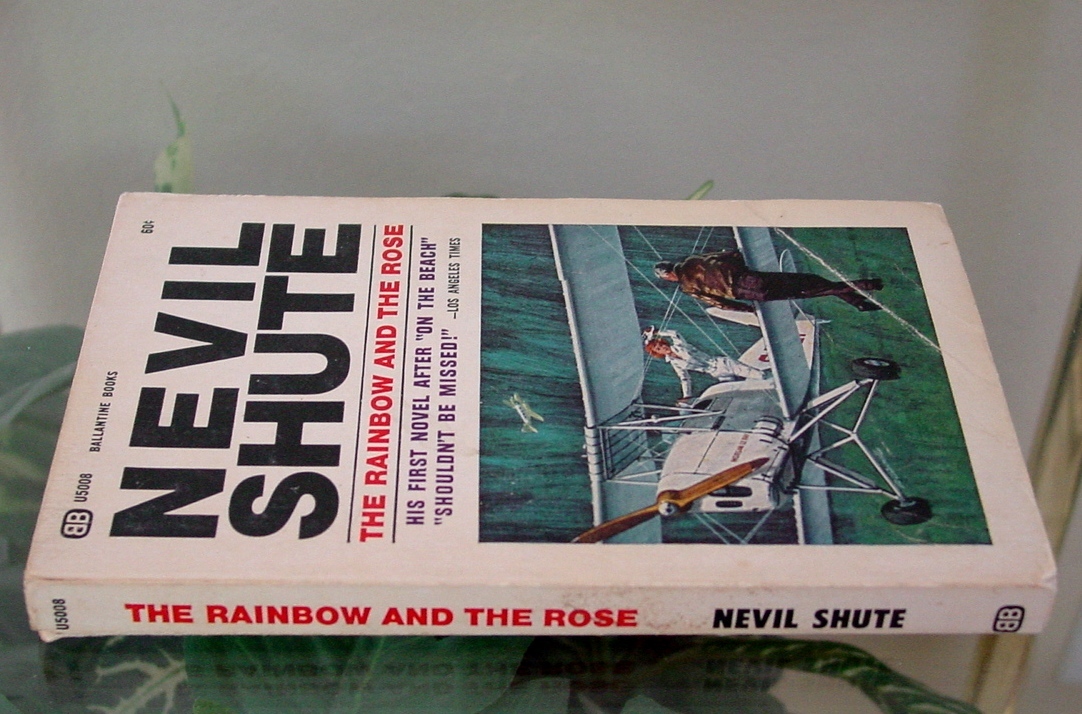 BB U5008
BALLANTINE BOOKS
60¢
NEVIL
SHUTE
THE RAINBOW AND THE ROSE
HIS FIRST NOVEL AFTER "ON THE BEACH"
"SHOULDN'T BE MISSED!" —LOS ANGELES TIMES
U5008
THE RAINBOW AND THE ROSE
NEVIL SHUTE
BB